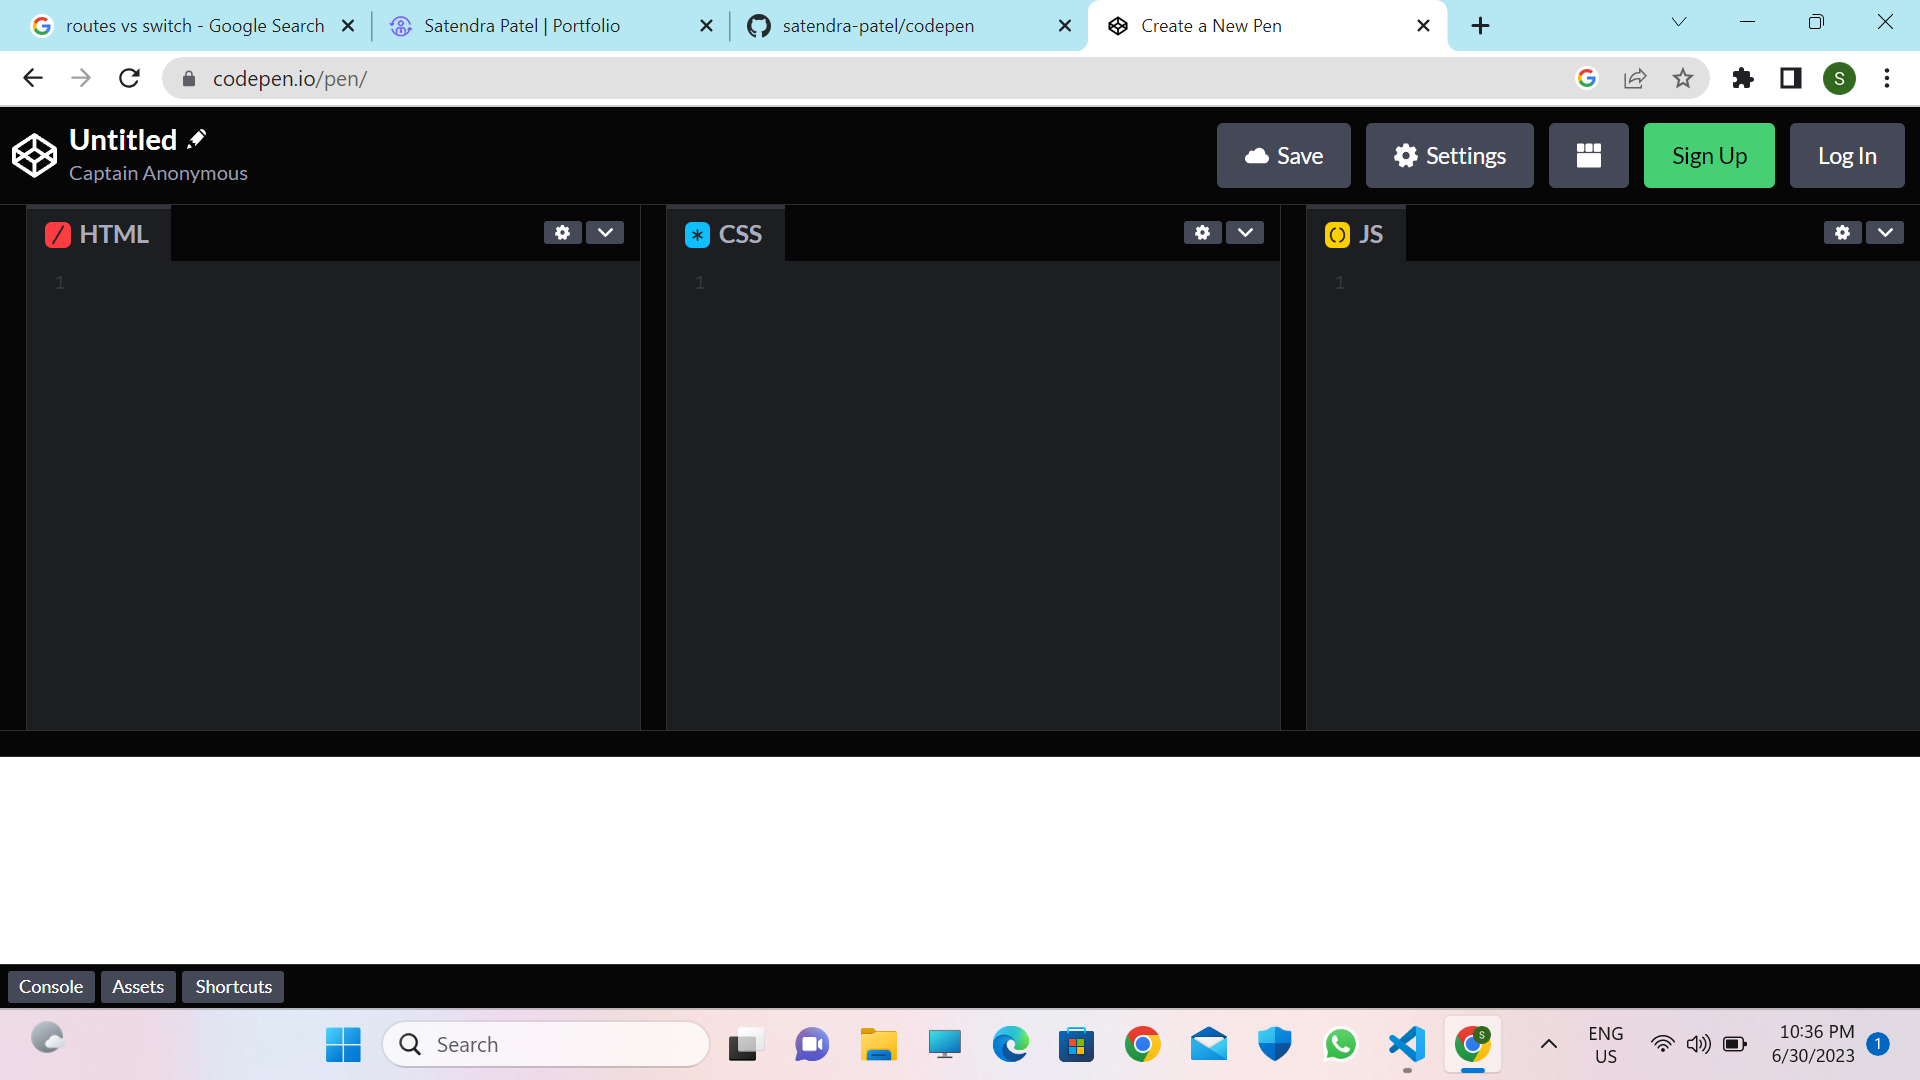 routes vs switch - Google Search
Satendra Patel | Portfolio
satendra-patel/codepen
Create a New Pen
codepen.io/pen/
S
Untitled
Captain Anonymous
Save
Settings
Sign Up
Log In
HTML
CSS
JS
1
1
1
Console
Assets
Shortcuts
Search
S
ENG
US
10:36 PM
6/30/2023
1